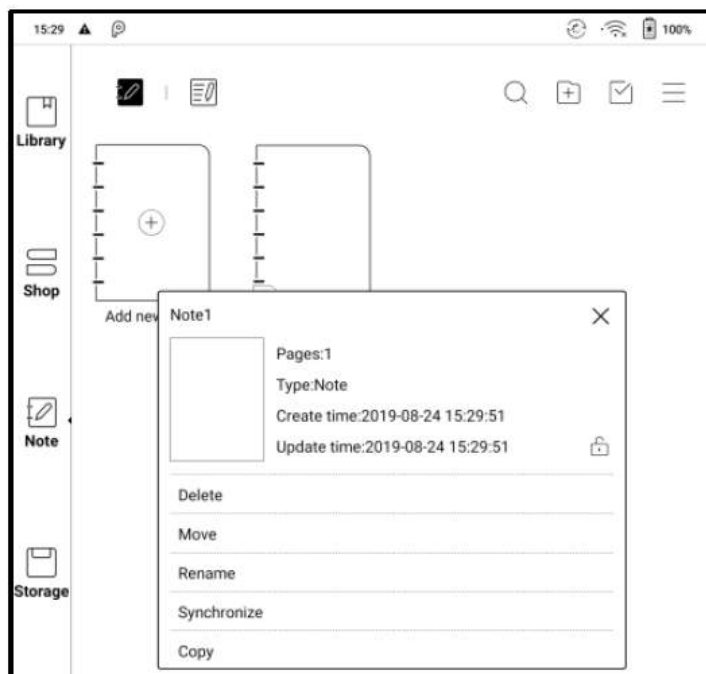 15:29
100%
Library
Shop
Note
Storage
Add new
Note1
Pages:1
Type:Note
Create time:2019-08-24 15:29:51
Update time:2019-08-24 15:29:51
Delete
Move
Rename
Synchronize
Copy